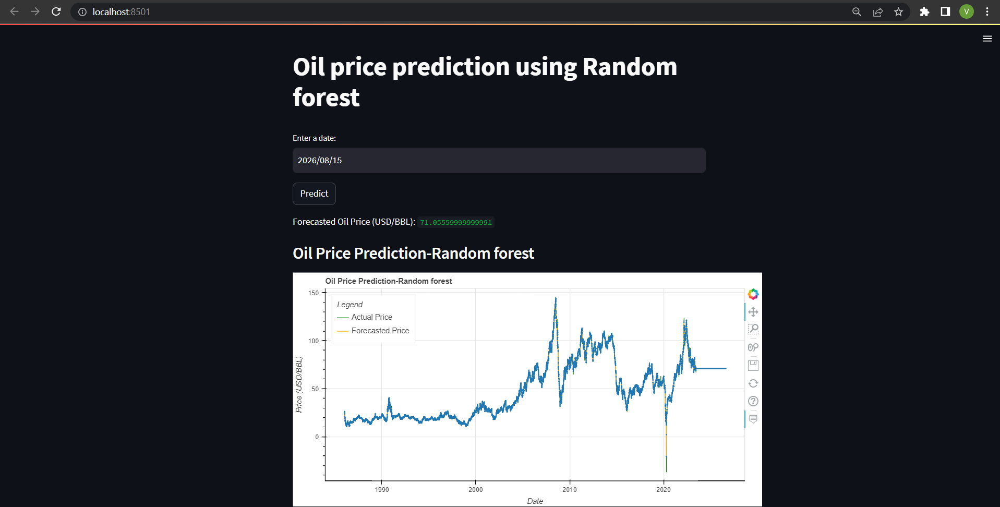 localhost:8501
V
Oil price prediction using Random
forest
Enter a date:
2026/08/15
Predict
Forecasted Oil Price (USD/BBL): 71.05559999999991
Oil Price Prediction-Random forest
Oil Price Prediction-Random forest
Legend
Actual Price
Forecasted Price
150
100
50
0
Price (USD/BBL)
1990
2000
2010
2020
Date